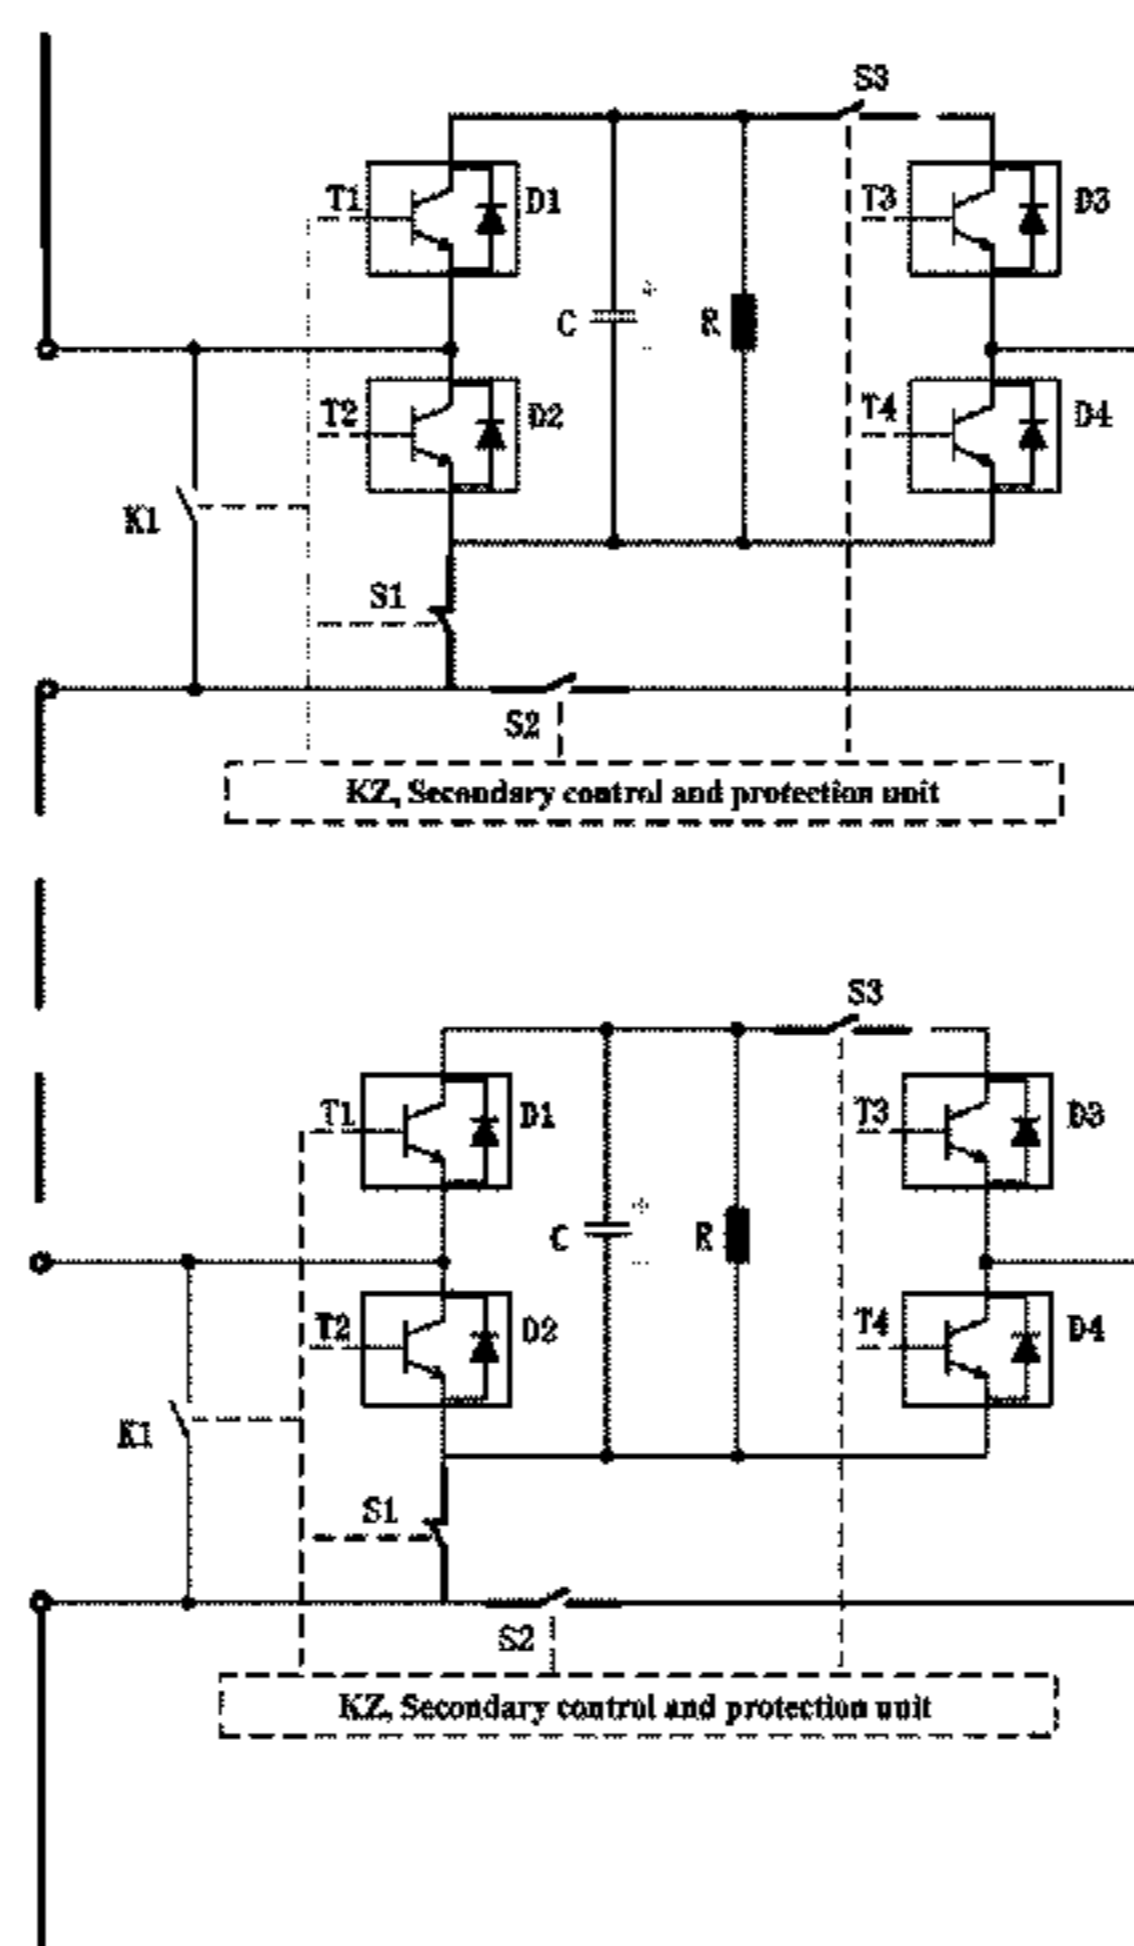 S3
T1
D1
T3
D3
C
+
-
R
T2
D2
T4
D4
K1
S1
S2
KZ, Secondary control and protection unit
S3
T1
D1
T3
D3
C
+
-
R
T2
D2
T4
D4
K1
S1
S2
KZ, Secondary control and protection unit